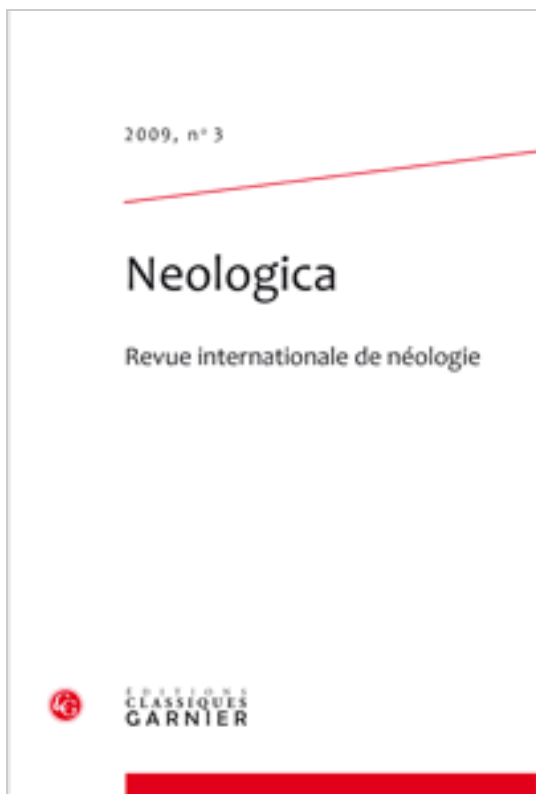 2009, n° 3
Neologica
Revue internationale de néologie
ÉDITIONS
CLASSIQUES
GARNIER